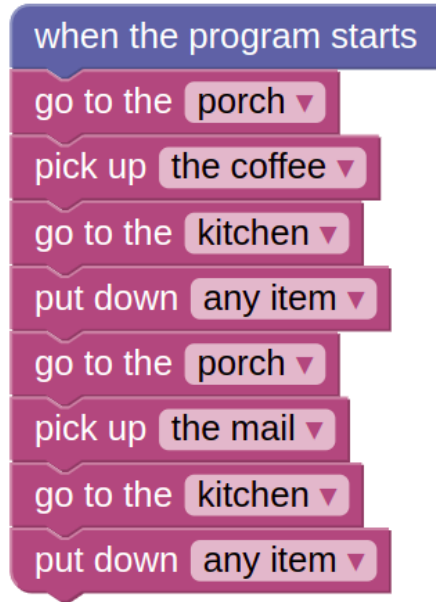 when the program starts
go to the porch ▼
pick up the coffee ▼
go to the kitchen ▼
put down any item ▼
go to the porch ▼
pick up the mail ▼
go to the kitchen ▼
put down any item ▼